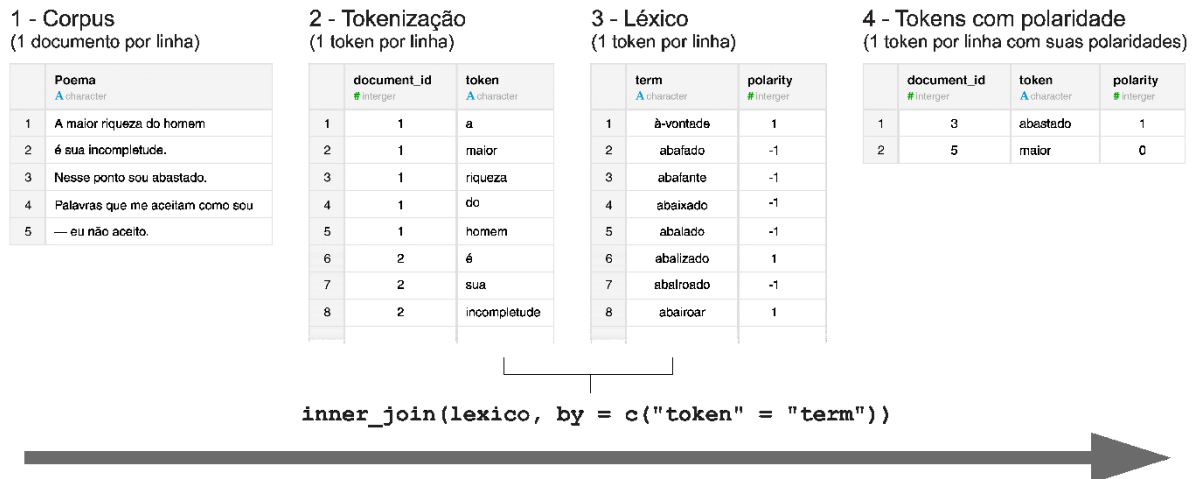 1 - Corpus
(1 documento por linha)
Poema
A character
1 A maior riqueza do homem
2 é sua incompletude.
3 Nesse ponto sou abastado.
4 Palavras que me aceitam como sou
5 — eu não aceito.
2 - Tokenização
(1 token por linha)
document_id token
# interger A character
1 1 a
2 1 maior
3 1 riqueza
4 1 do
5 1 homem
6 2 é
7 2 sua
8 2 incompletude
3 - Léxico
(1 token por linha)
term polarity
A character # interger
1 à-vontade 1
2 abafado -1
3 abafante -1
4 abaixado -1
5 abalado -1
6 abalizado 1
7 abalroado -1
8 abairoar 1
4 - Tokens com polaridade
(1 token por linha com suas polaridades)
document_id token polarity
# interger A character # interger
1 3 abastado 1
2 5 maior 0
inner_join(lexico, by = c("token" = "term"))